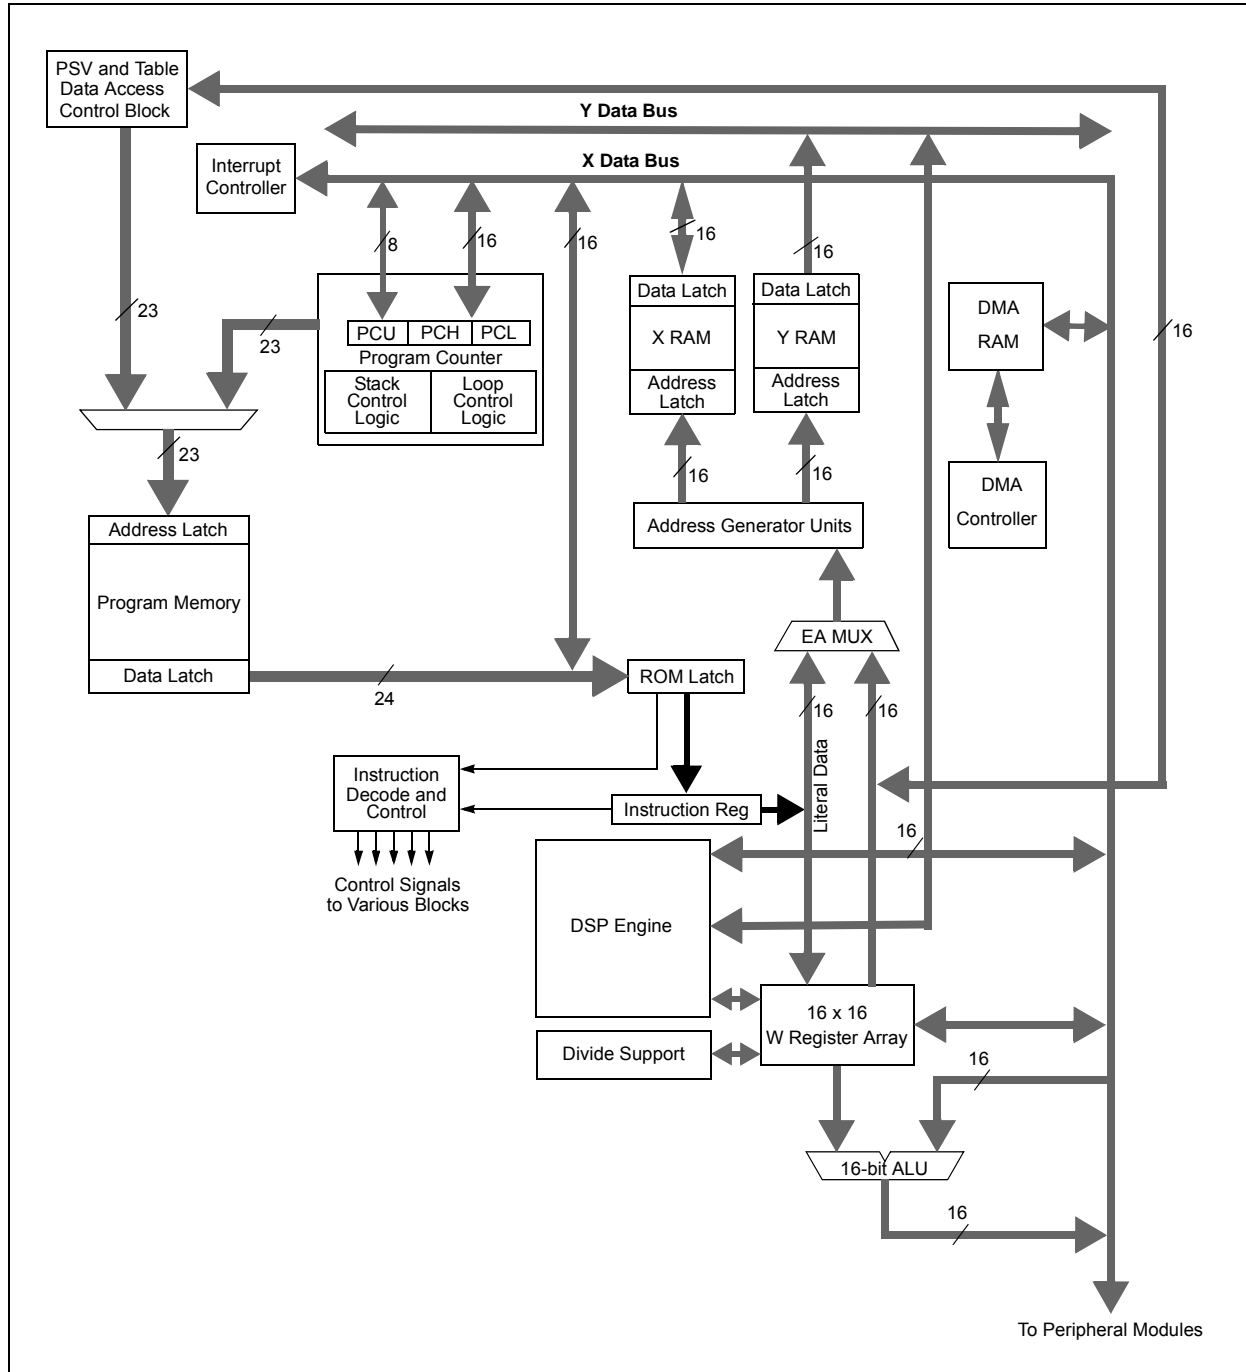 PSV and Table
Data Access
Control Block
Y Data Bus
X Data Bus
Interrupt
Controller
8
16
16
16
16
23
23
16
PCU
PCH
PCL
Program Counter
Stack
Control
Logic
Loop
Control
Logic
Data Latch
X RAM
Address
Latch
Data Latch
Y RAM
Address
Latch
DMA
RAM
23
16
16
Address Generator Units
DMA
Controller
Address Latch
Program Memory
Data Latch
24
EA MUX
ROM Latch
16
16
Literal Data
Instruction
Decode and
Control
Instruction Reg
Control Signals
to Various Blocks
16
DSP Engine
16 x 16
W Register Array
Divide Support
16
16-bit ALU
16
To Peripheral Modules